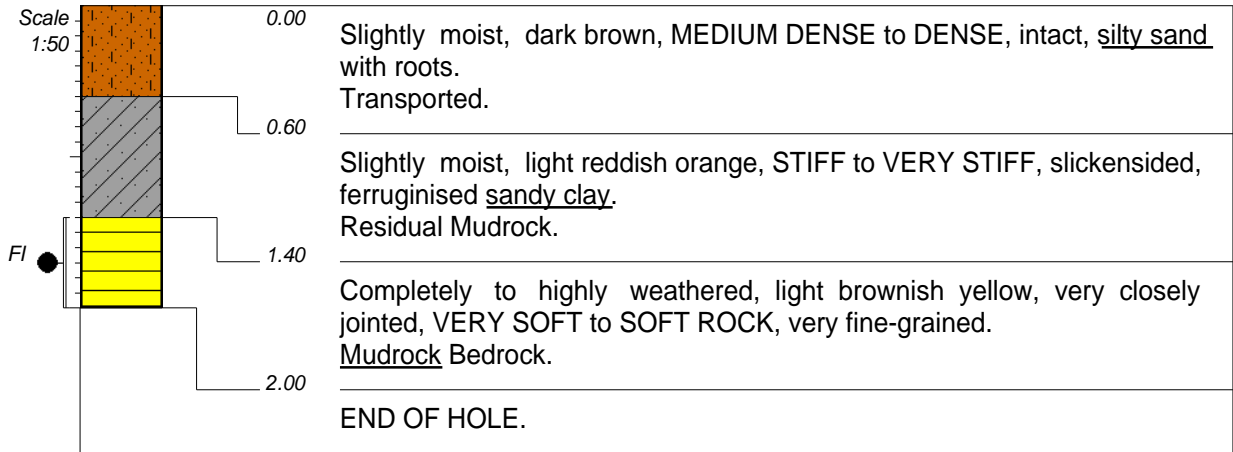 Scale
1:50
0.00
Slightly moist, dark brown, MEDIUM DENSE to DENSE, intact, silty sand
with roots.
Transported.
0.60
Slightly moist, light reddish orange, STIFF to VERY STIFF, slickensided,
ferruginised sandy clay.
Residual Mudrock.
FI
1.40
Completely to highly weathered, light brownish yellow, very closely
jointed, VERY SOFT to SOFT ROCK, very fine-grained.
Mudrock Bedrock.
2.00
END OF HOLE.